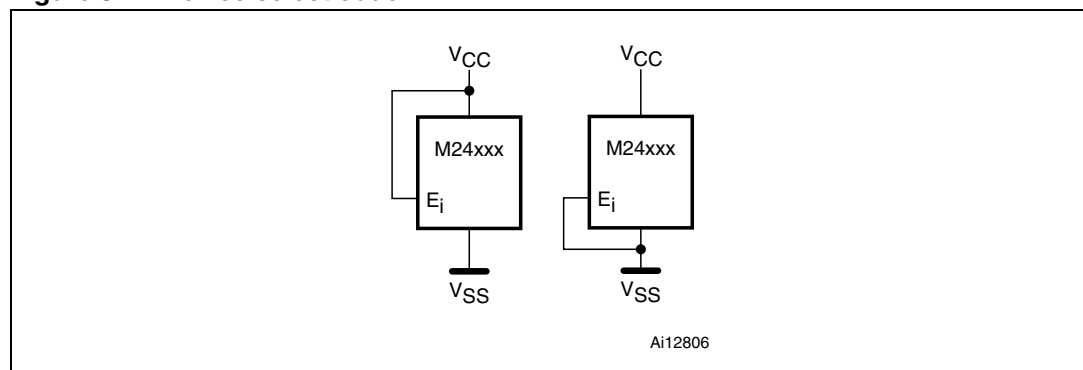 VCC VCC
M24xxx M24xxx
Ei Ei
VSS VSS
Ai12806